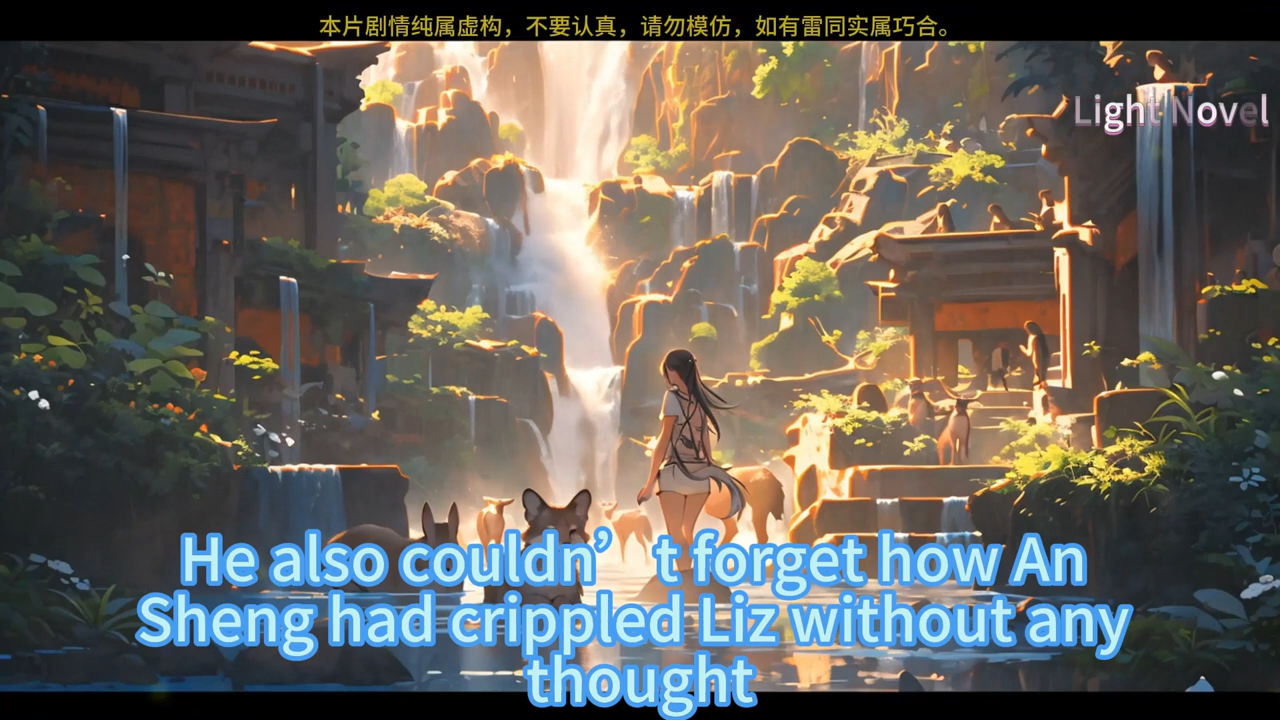 本片剧情纯属虚构，不要认真，请勿模仿，如有雷同实属巧合。
Light Novel
He also couldn’t forget how An
Sheng had crippled Liz without any
thought